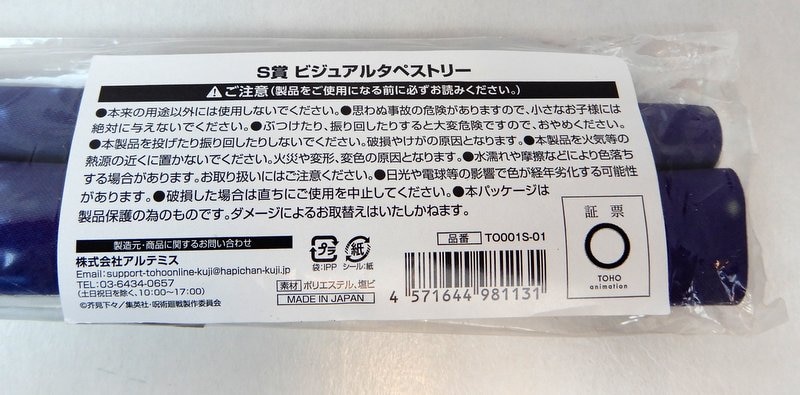 S賞 ビジュアルタペストリー
ご注意(製品をご使用になる前に必ずお読みください。)
●本来の用途以外には使用しないでください。●思わぬ事故の危険がありますので、小さなお子様には
絶対に与えないでください。●ぶつけたり、振り回したりすると大変危険ですので、おやめください。
●本製品を投げたり振り回したりしないでください。破損やけがの原因となります。●本製品を火気等の
熱源の近くに置かないでください。火災や変形、変色の原因となります。●水濡れや摩擦などにより色落ち
する場合があります。お取り扱いにはご注意ください。●日光や電球等の影響で色が経年劣化する可能性
があります。●破損した場合は直ちにご使用を中止してください。●本パッケージは
製品保護の為のものです。ダメージによるお取替えはいたしかねます。
製造元・商品に関するお問い合わせ
株式会社アルテミス
Email:support-tohoonline-kuji@hapichan-kuji.jp
TEL:03-6434-0657
(土日祝日を除く、10:00~17:00)
©芥見下々/集英社・呪術廻戦製作委員会
プラ
袋:IPP
紙
シール:紙
品番 TO001S-01
素材 ポリエステル、塩ビ
MADE IN JAPAN
4 571644 981131
証票
TOHO
animation